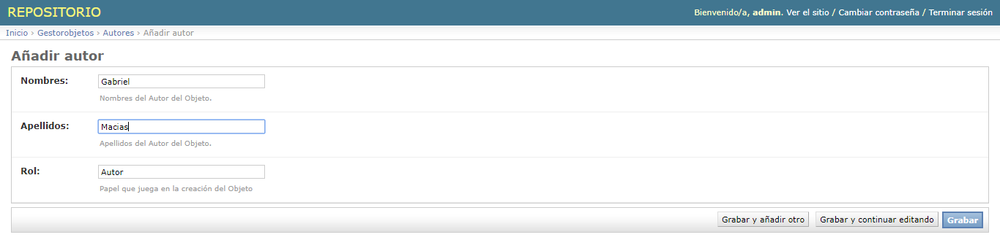 REPOSITORIO
Bienvenido/a, admin. Ver el sitio / Cambiar contraseña / Terminar sesión
Inicio › Gestorobjetos › Autores › Añadir autor
Añadir autor
Nombres: Gabriel
Nombres del Autor del Objeto.
Apellidos: Macias
Apellidos del Autor del Objeto.
Rol: Autor
Papel que juega en la creación del Objeto
Grabar y añadir otro Grabar y continuar editando Grabar